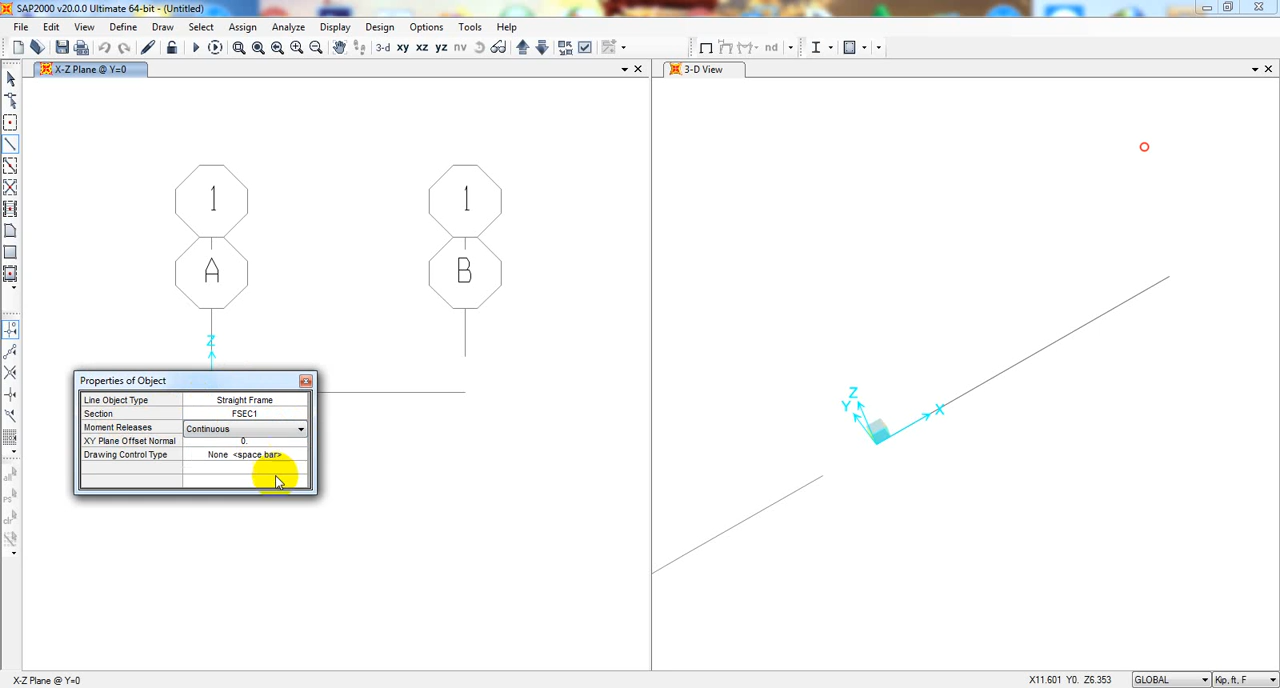 SAP2000 v20.0.0 Ultimate 64-bit - (Untitled)
File Edit View Define Draw Select Assign Analyze Display Design Options Tools Help
3-d xy xz yz nv nd
X-Z Plane @ Y=0
3-D View
1 1
A B
Z
Properties of Object
Line Object Type Straight Frame
Section FSEC1
Moment Releases Continuous
XY Plane Offset Normal 0.
Drawing Control Type None <space bar>
Z
Y X
all
PS
clr
X-Z Plane @ Y=0 X11.601 Y0. Z6.353 GLOBAL Kip, ft, F